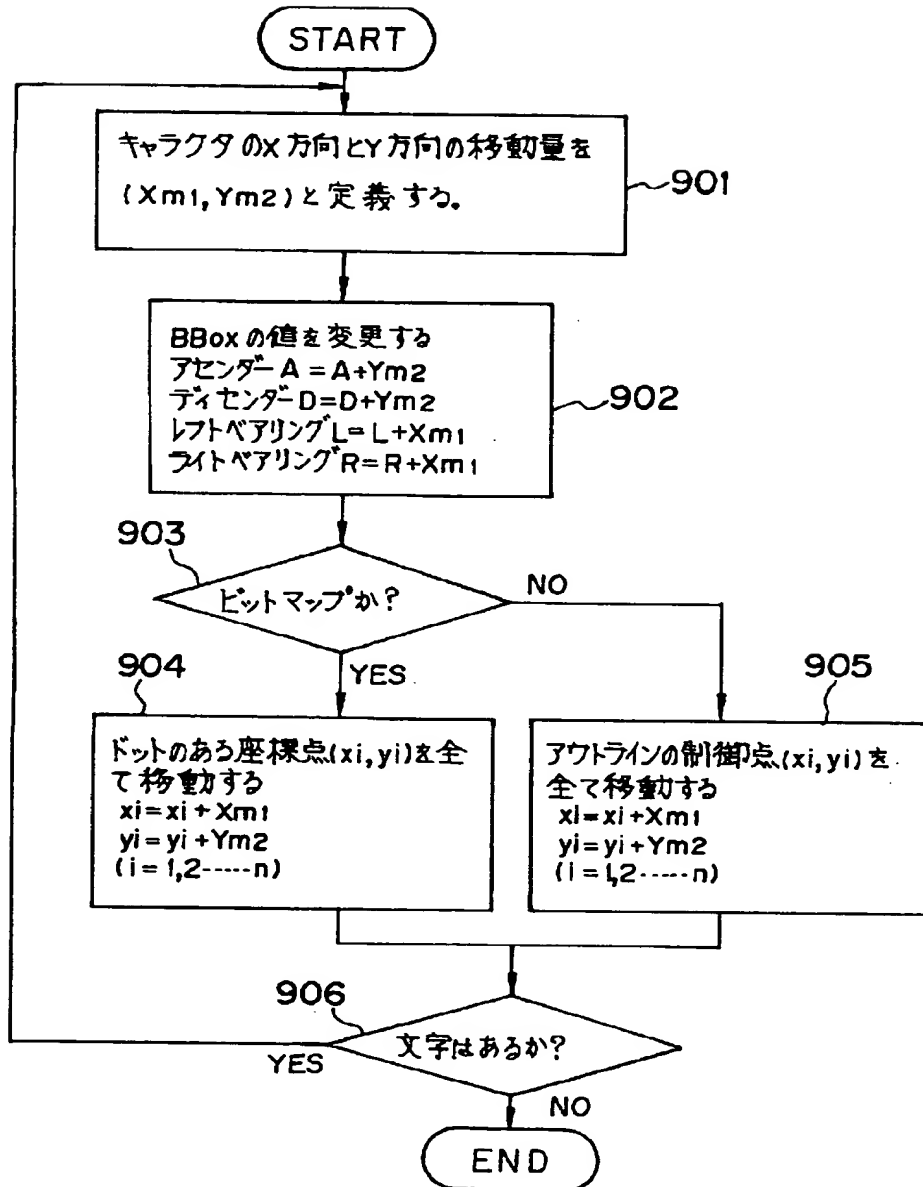 START
キャラクタのX方向とY方向の移動量を
(Xm1,Ym2)と定義する。
901
BBoxの値を変更する
アセンダーA=A+Ym2
ディセンダーD=D+Ym2
レフトベアリングL=L+Xm1
ライトベアリングR=R+Xm1
902
903
ビットマップか?
NO
YES
904
ドットのある座標点(xi,yi)を全
て移動する
xi=xi+Xm1
yi=yi+Ym2
(i=1,2-----n)
905
アウトラインの制御点(xi,yi)を
全て移動する
xi=xi+Xm1
yi=yi+Ym2
(i=1,2-----n)
906
文字はあるか?
YES
NO
END